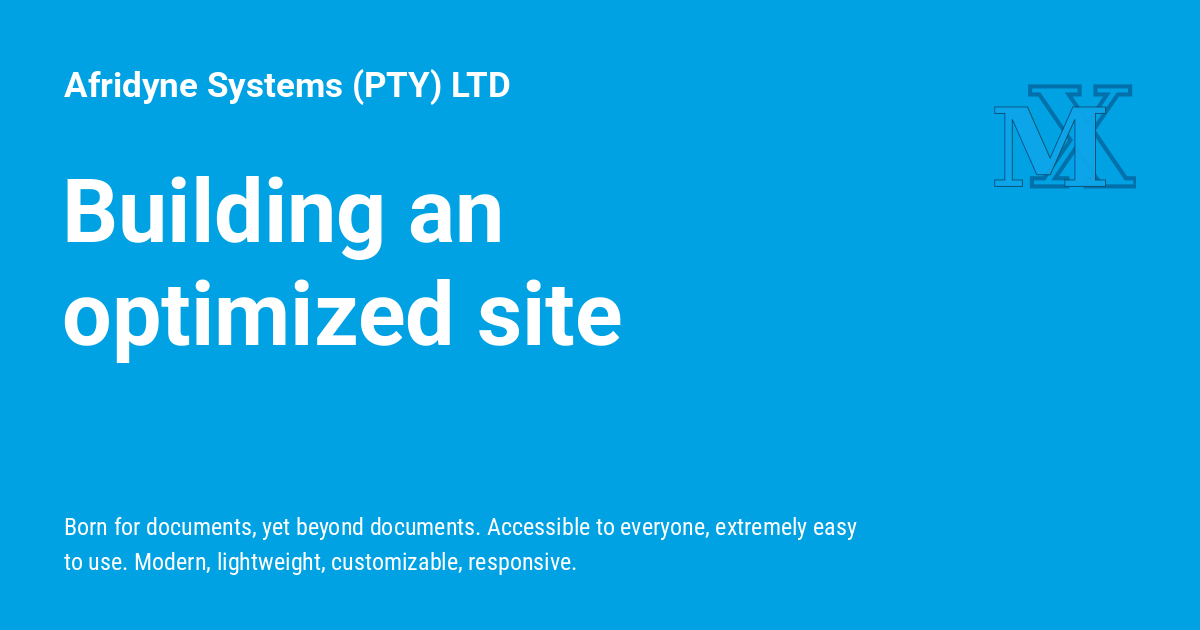 Afridyne Systems (PTY) LTD
MX
Building an
optimized site
Born for documents, yet beyond documents. Accessible to everyone, extremely easy
to use. Modern, lightweight, customizable, responsive.